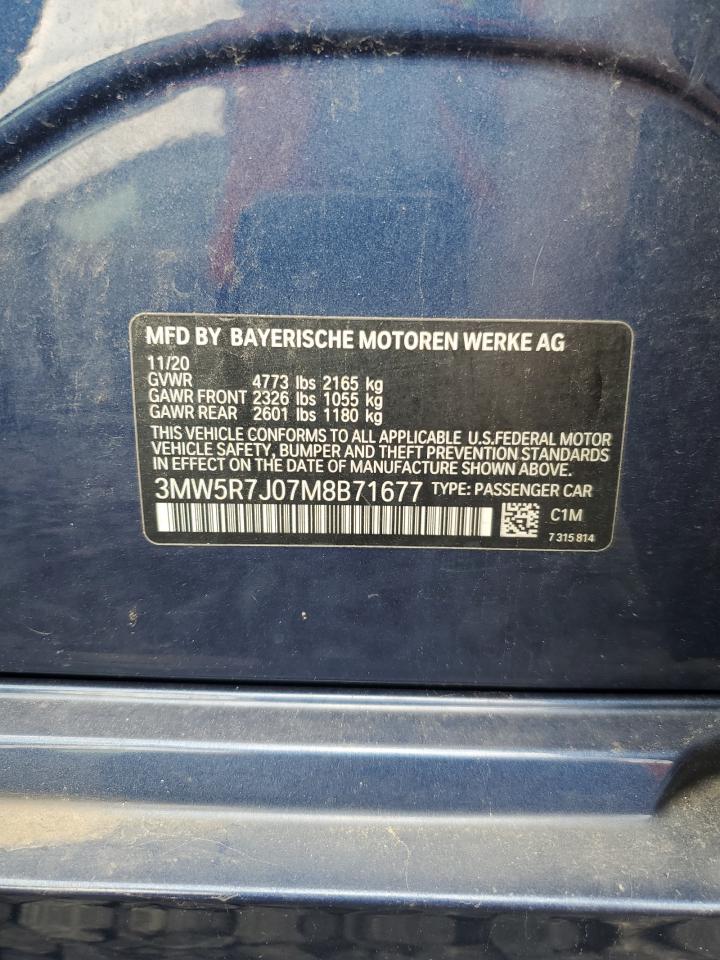 MFD BY BAYERISCHE MOTOREN WERKE AG
11/20
GVWR 4773 lbs 2165 kg
GAWR FRONT 2326 lbs 1055 kg
GAWR REAR 2601 lbs 1180 kg
THIS VEHICLE CONFORMS TO ALL APPLICABLE U.S.FEDERAL MOTOR
VEHICLE SAFETY, BUMPER AND THEFT PREVENTION STANDARDS
IN EFFECT ON THE DATE OF MANUFACTURE SHOWN ABOVE.
3MW5R7J07M8B71677 TYPE: PASSENGER CAR
C1M
7 315 814